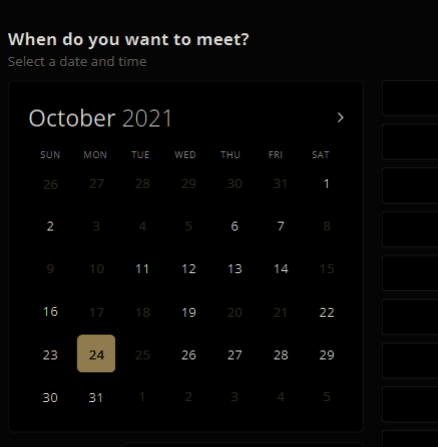 When do you want to meet?
Select a date and time
October 2021
SUN MON TUE WED THU FRI SAT
26 27 28 29 30 31 1
2 3 4 5 6 7 8
9 10 11 12 13 14 15
16 17 18 19 20 21 22
23 24 25 26 27 28 29
30 31 1 2 3 4 5